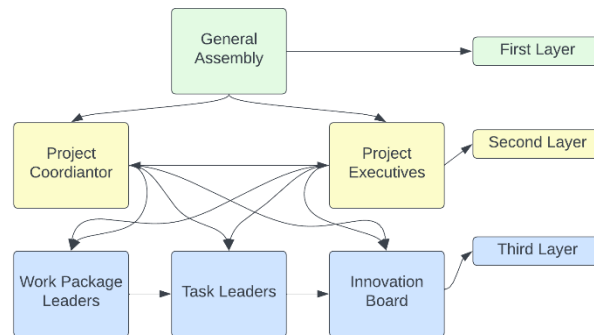 General
Assembly
First Layer
Project
Coordiantor
Project
Executives
Second Layer
Work Package
Leaders
Task Leaders
Innovation
Board
Third Layer